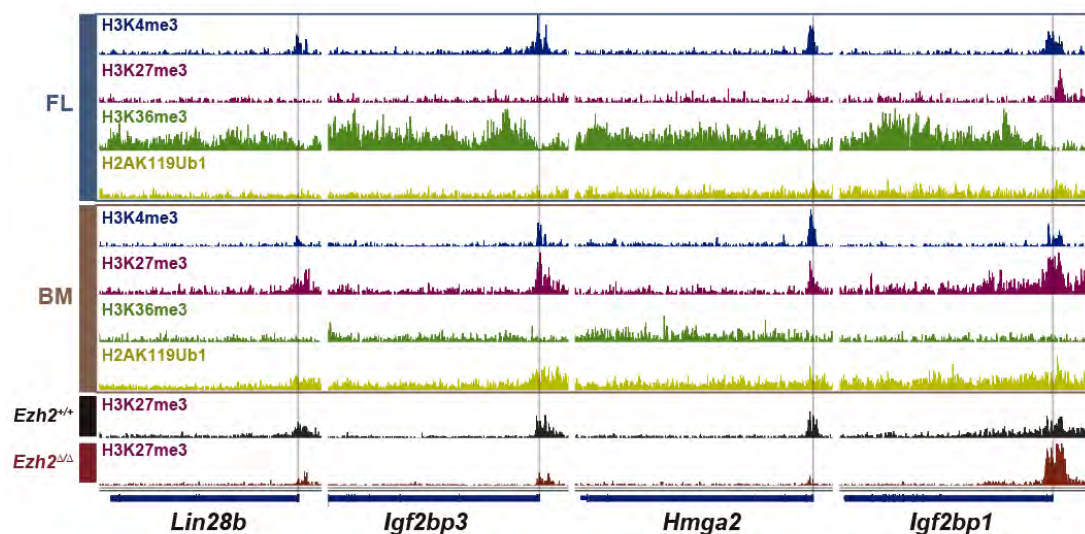 FL
H3K4me3
H3K27me3
H3K36me3
H2AK119Ub1
BM
H3K4me3
H3K27me3
H3K36me3
H2AK119Ub1
Ezh2+/+ H3K27me3
Ezh2Δ/Δ H3K27me3
Lin28b Igf2bp3 Hmga2 Igf2bp1